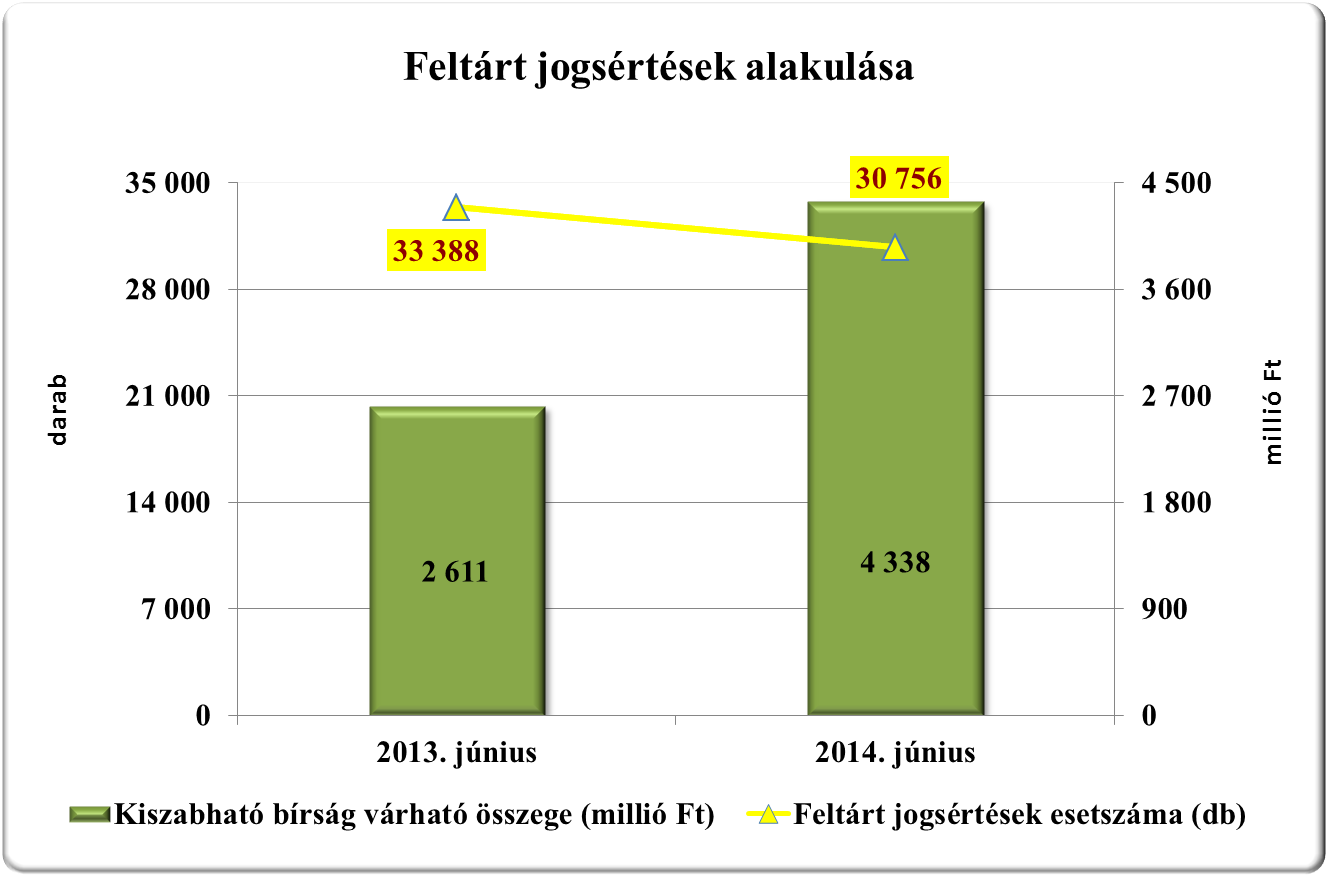 Feltárt jogsértések alakulása
35 000
28 000
21 000
14 000
7 000
0
darab
4 500
3 600
2 700
1 800
900
0
millió Ft
33 388
30 756
2 611
4 338
2013. június
2014. június
Kiszabható bírság várható összege (millió Ft)
Feltárt jogsértések esetszáma (db)